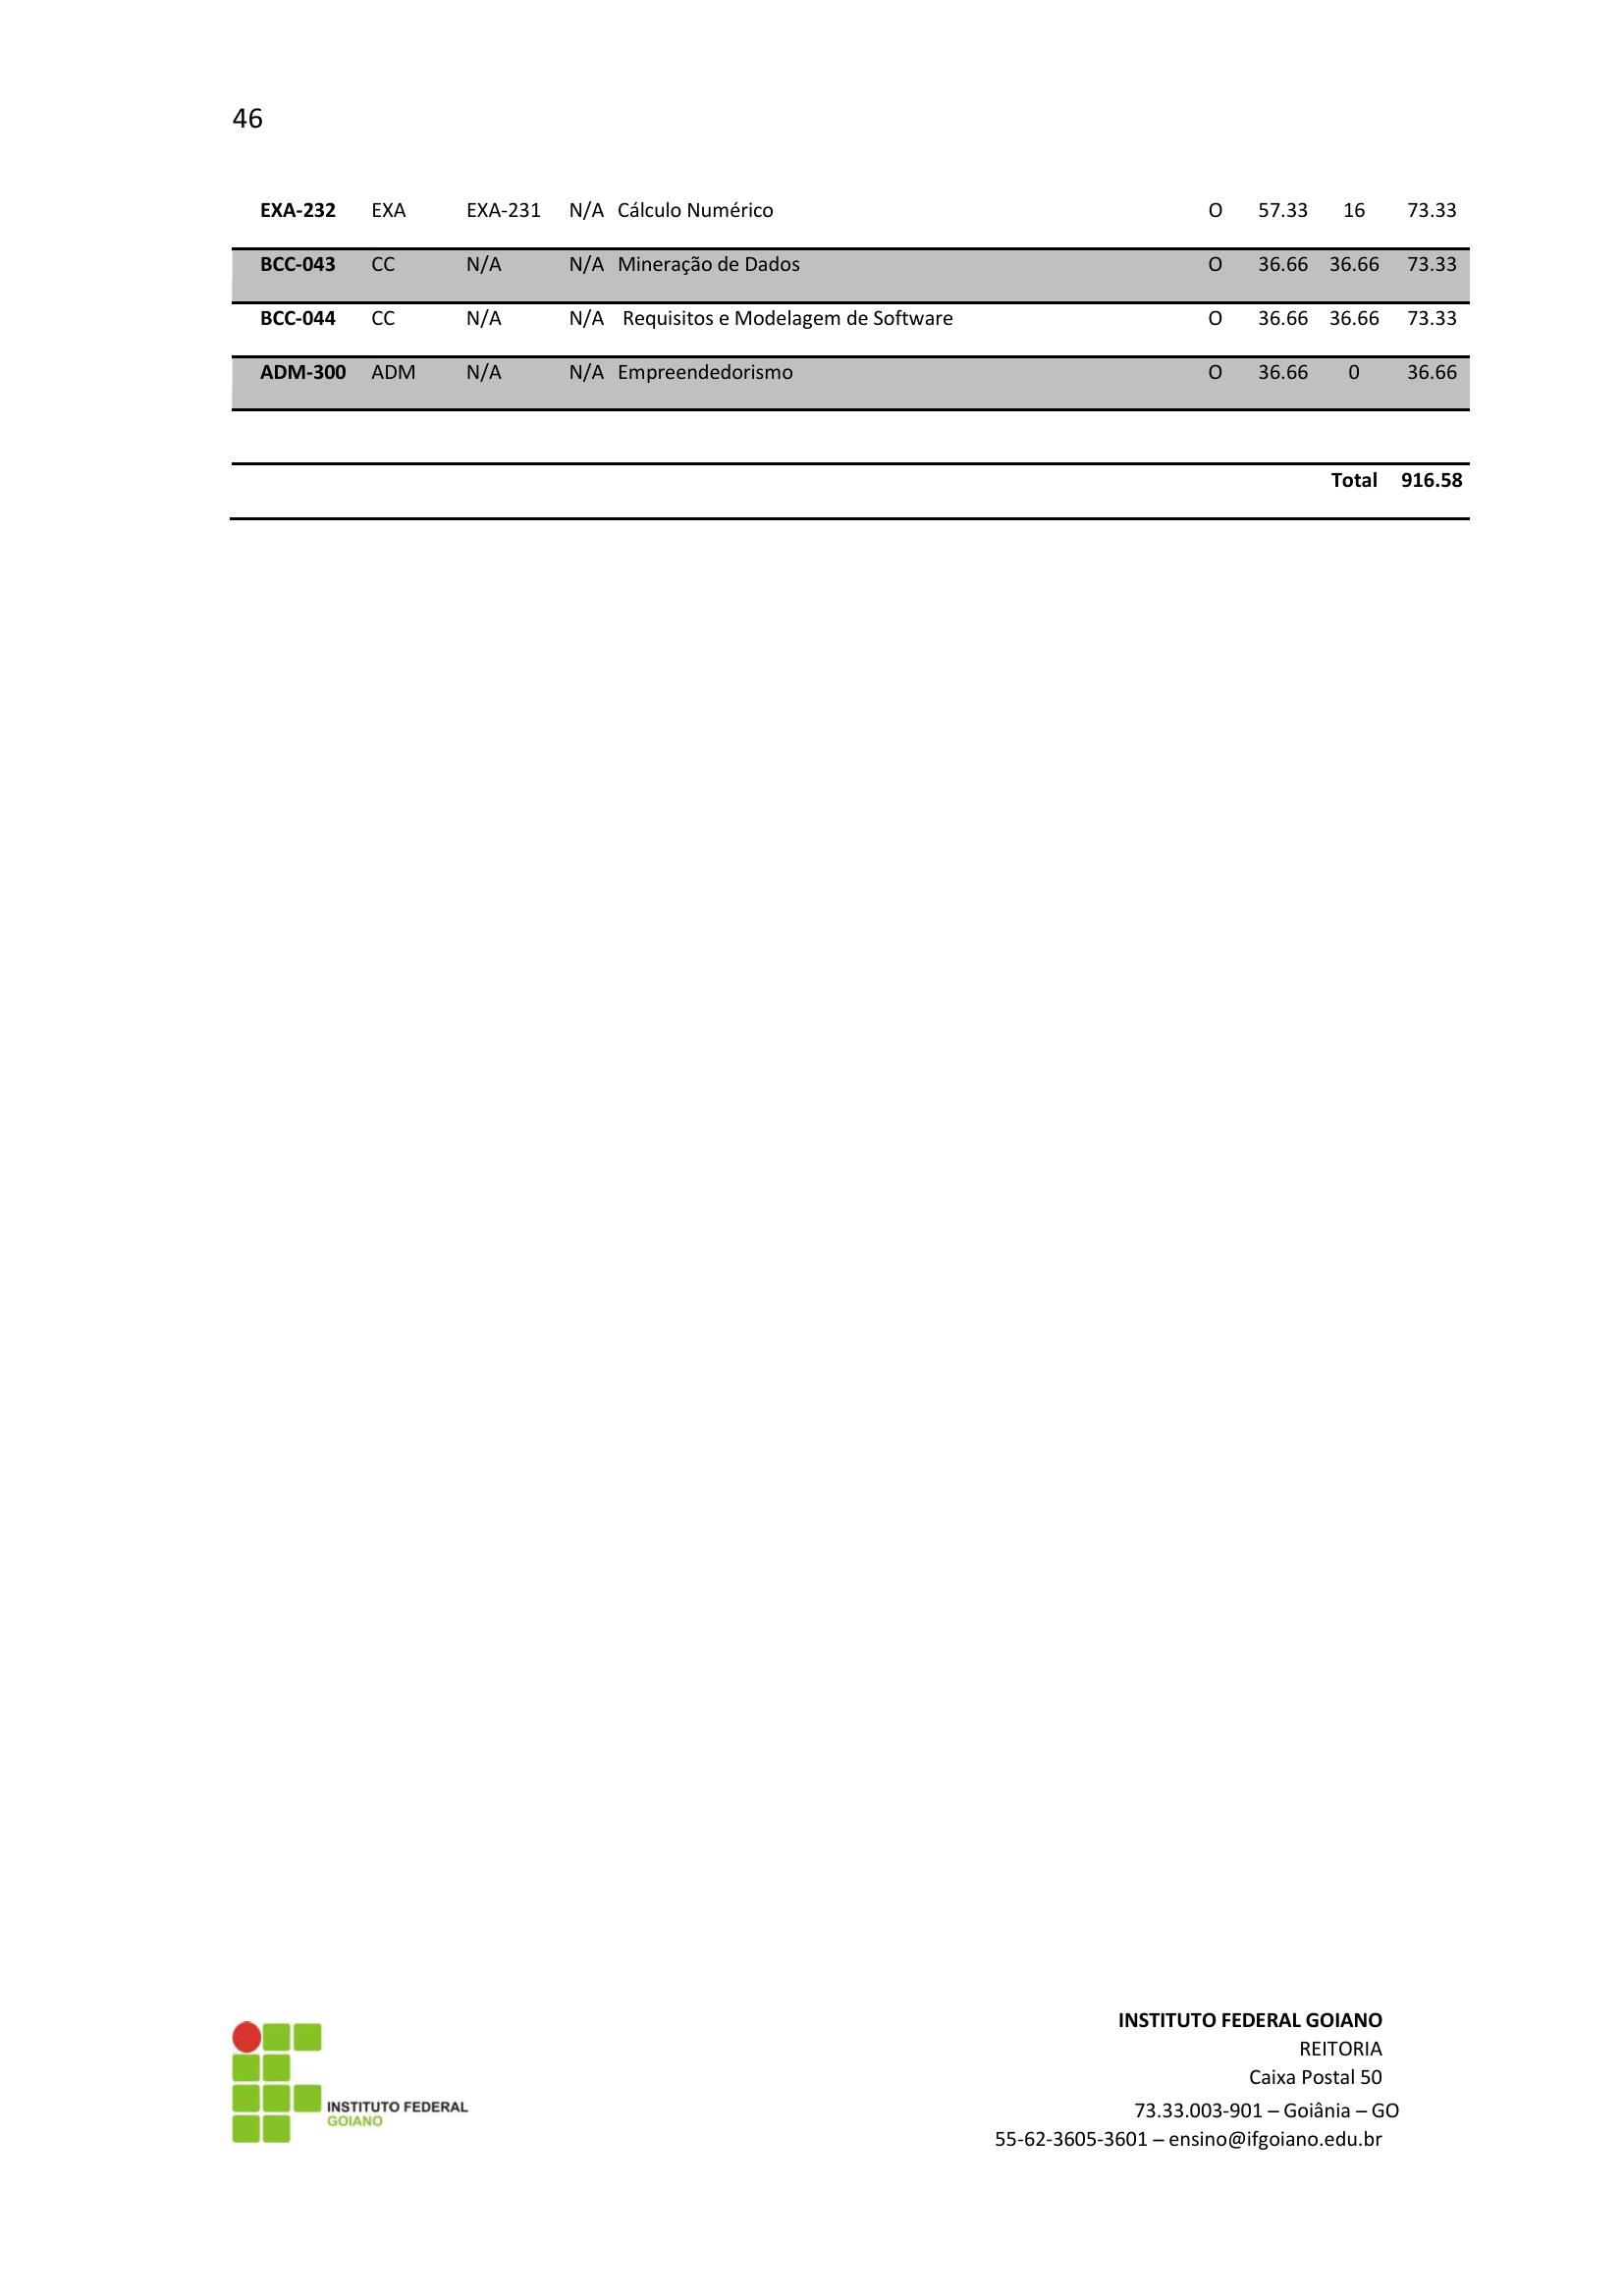 46
EXA-232 EXA EXA-231 N/A Cálculo Numérico O 57.33 16 73.33
BCC-043 CC N/A N/A Mineração de Dados O 36.66 36.66 73.33
BCC-044 CC N/A N/A Requisitos e Modelagem de Software O 36.66 36.66 73.33
ADM-300 ADM N/A N/A Empreendedorismo O 36.66 0 36.66
Total 916.58
INSTITUTO FEDERAL
GOIANO
INSTITUTO FEDERAL GOIANO
REITORIA
Caixa Postal 50
73.33.003-901 – Goiânia – GO
55-62-3605-3601 – ensino@ifgoiano.edu.br